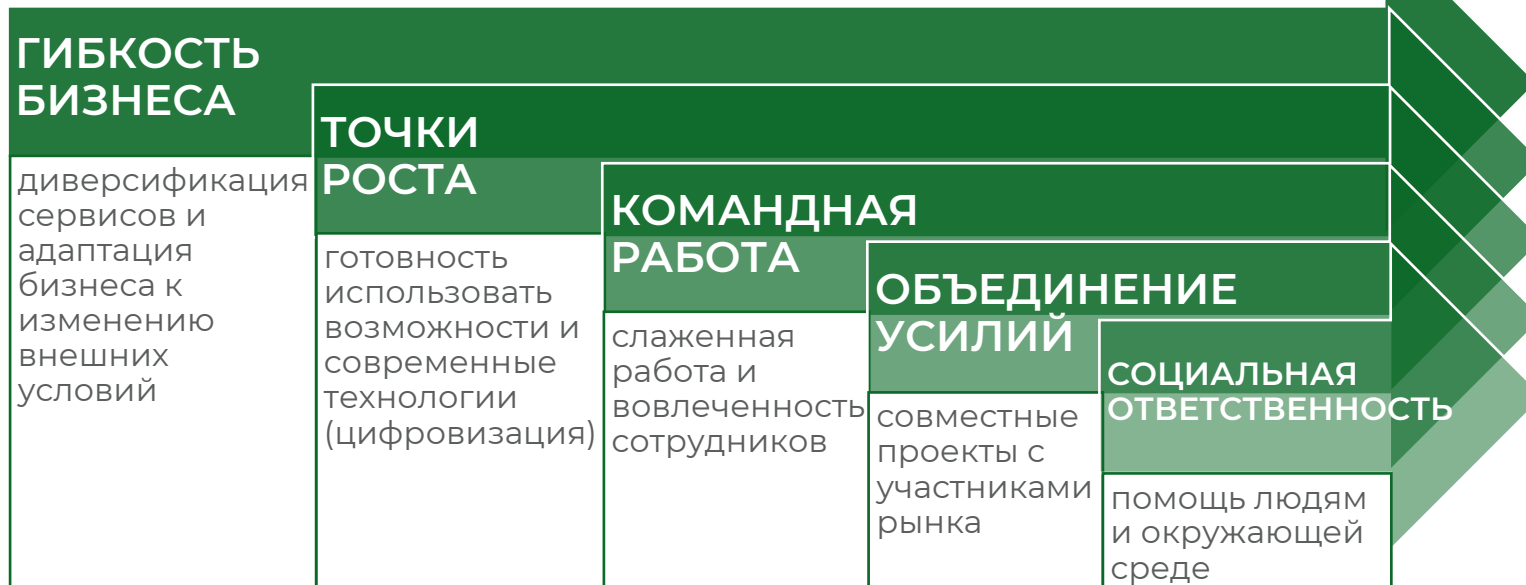 ГИБКОСТЬ
БИЗНЕСА
диверсификация
сервисов и
адаптация
бизнеса к
изменению
внешних
условий
ТОЧКИ
РОСТА
готовность
использовать
возможности и
современные
технологии
(цифровизация)
КОМАНДНАЯ
РАБОТА
слаженная
работа и
вовлеченность
сотрудников
ОБЪЕДИНЕНИЕ
УСИЛИЙ
совместные
проекты с
участниками
рынка
СОЦИАЛЬНАЯ
ОТВЕТСТВЕННОСТЬ
помощь людям
и окружающей
среде